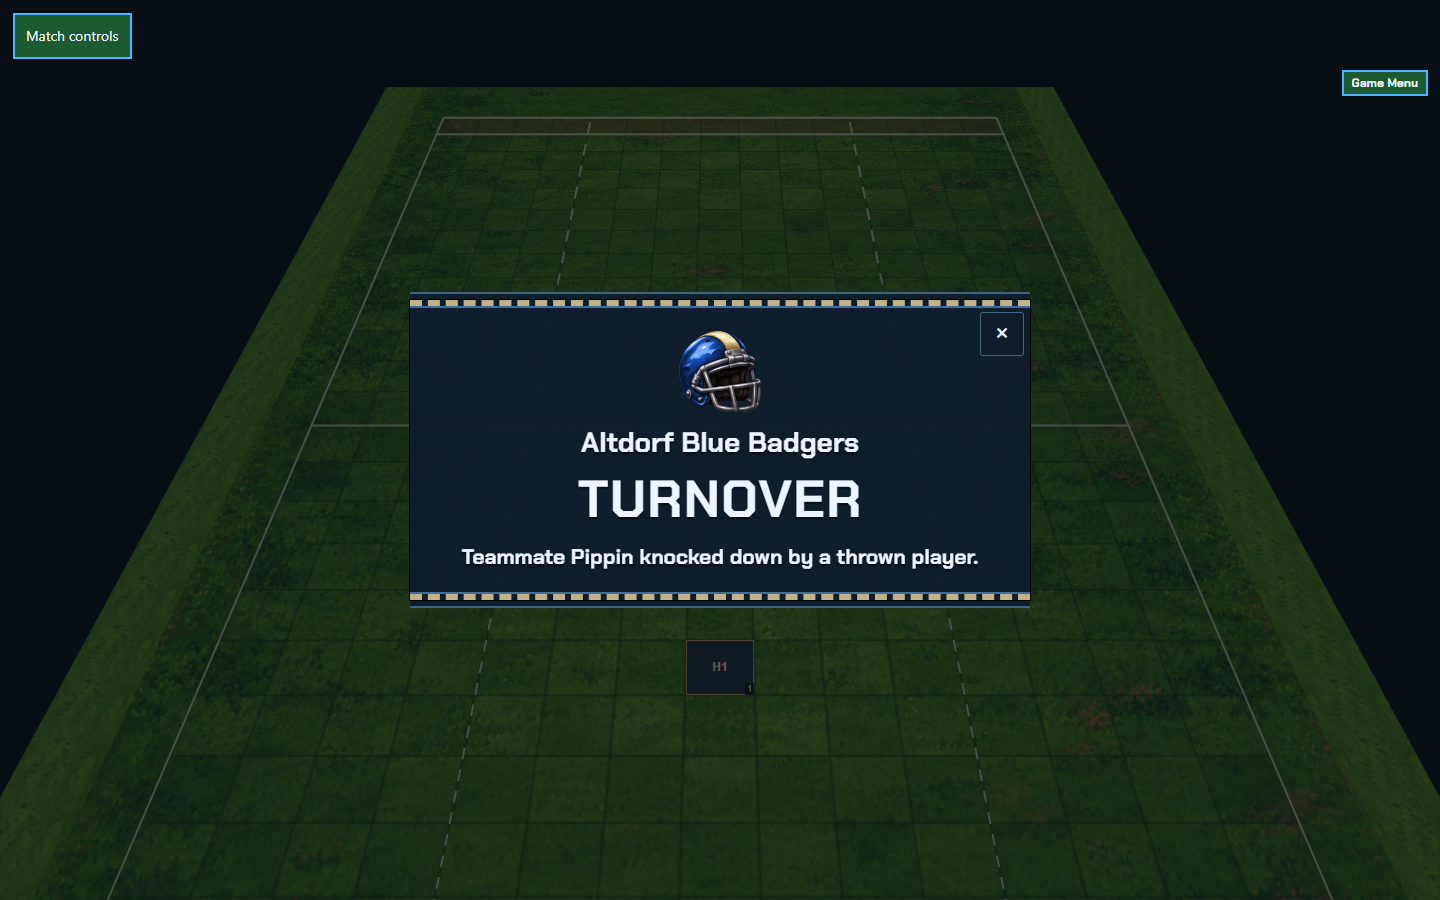 Match controls
Game Menu
×
Altdorf Blue Badgers
TURNOVER
Teammate Pippin knocked down by a thrown player.
H1
1